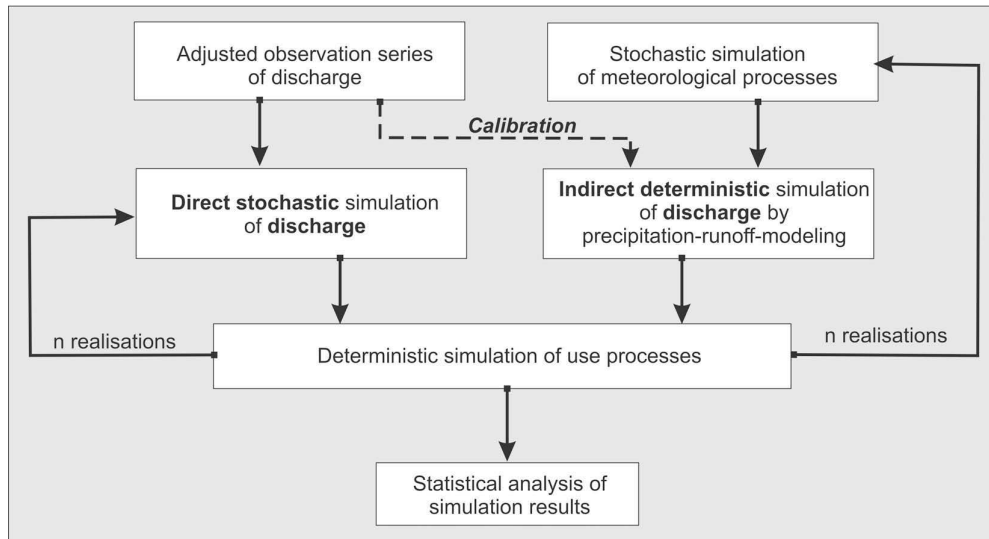 Adjusted observation series
of discharge
Stochastic simulation
of meteorological processes
Calibration
Direct stochastic simulation
of discharge
Indirect deterministic simulation
of discharge by
precipitation-runoff-modeling
n realisations
n realisations
Deterministic simulation of use processes
Statistical analysis of
simulation results